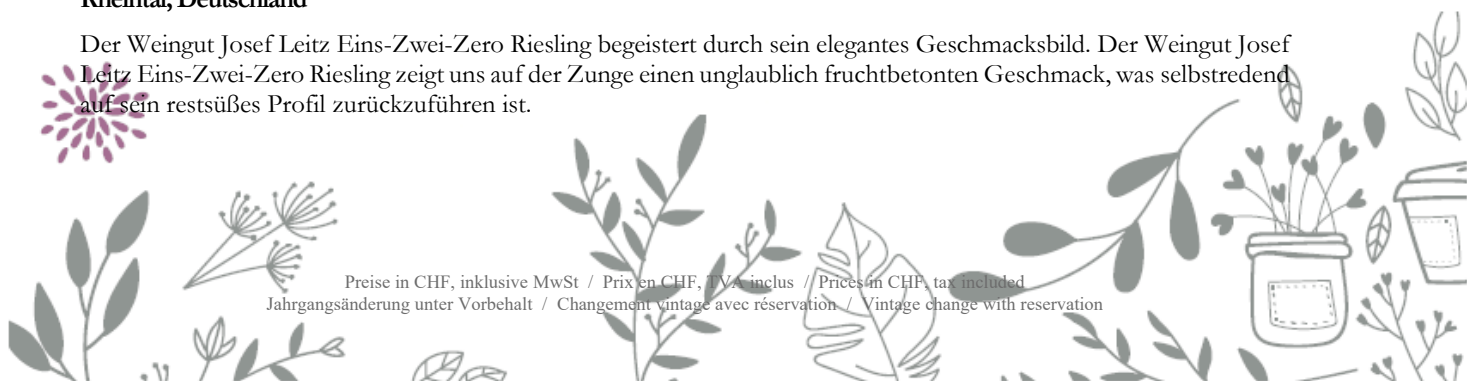 Rheintal, Deutschland
Der Weingut Josef Leitz Eins-Zwei-Zero Riesling begeistert durch sein elegantes Geschmacksbild. Der Weingut Josef
Leitz Eins-Zwei-Zero Riesling zeigt uns auf der Zunge einen unglaublich fruchtbetonten Geschmack, was selbstredend
auf sein restsüßes Profil zurückzuführen ist.
Preise in CHF, inklusive MwSt / Prix en CHF, TVA inclus / Prices in CHF, tax included
Jahrgangsänderung unter Vorbehalt / Changement vintage avec réservation / Vintage change with reservation